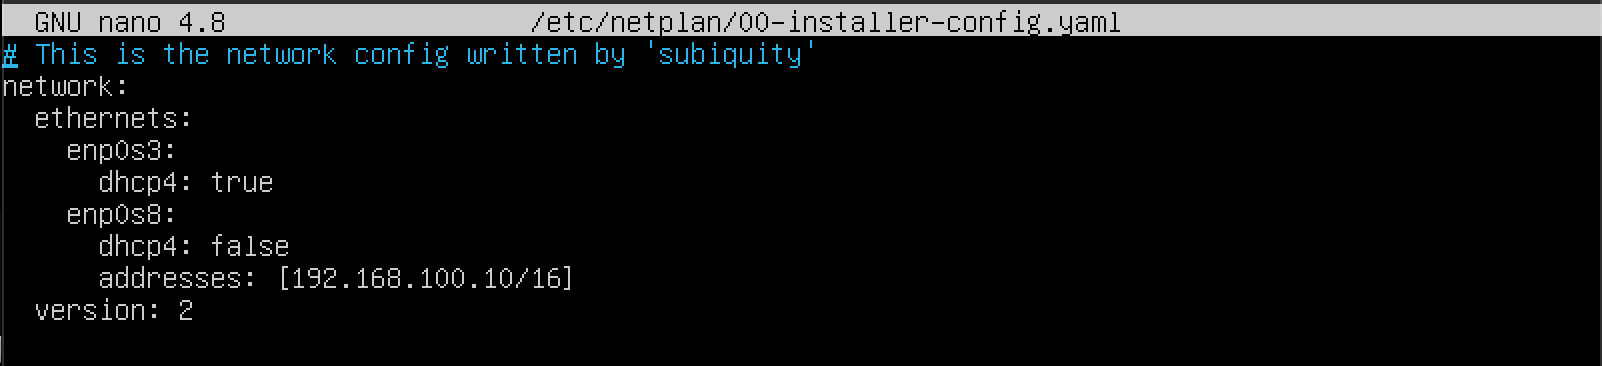 GNU nano 4.8 /etc/netplan/00-installer-config.yaml
# This is the network config written by 'subiquity'
network:
  ethernets:
    enp0s3:
      dhcp4: true
    enp0s8:
      dhcp4: false
      addresses: [192.168.100.10/16]
  version: 2